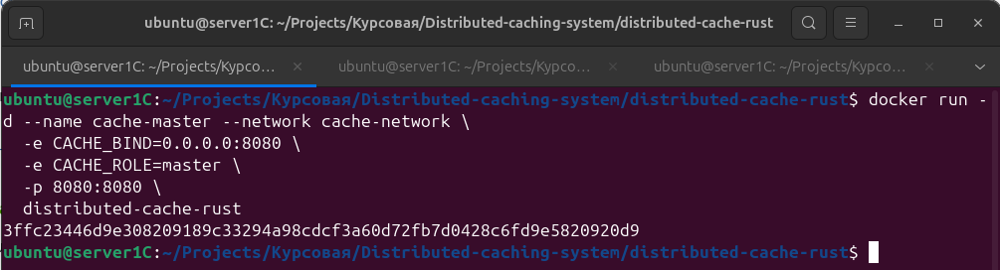 ubuntu@server1C: ~/Projects/Курсовая/Distributed-caching-system/distributed-cache-rust
ubuntu@server1C: ~/Projects/Курсо… ubuntu@server1C: ~/Projects/Курсо… ubuntu@server1C: ~/Projects/Курсо…
ubuntu@server1C:~/Projects/Курсовая/Distributed-caching-system/distributed-cache-rust$ docker run -
d --name cache-master --network cache-network \
-e CACHE_BIND=0.0.0.0:8080 \
-e CACHE_ROLE=master \
-p 8080:8080 \
distributed-cache-rust
3ffc23446d9e308209189c33294a98cdcf3a60d72fb7d0428c6fd9e5820920d9
ubuntu@server1C:~/Projects/Курсовая/Distributed-caching-system/distributed-cache-rust$